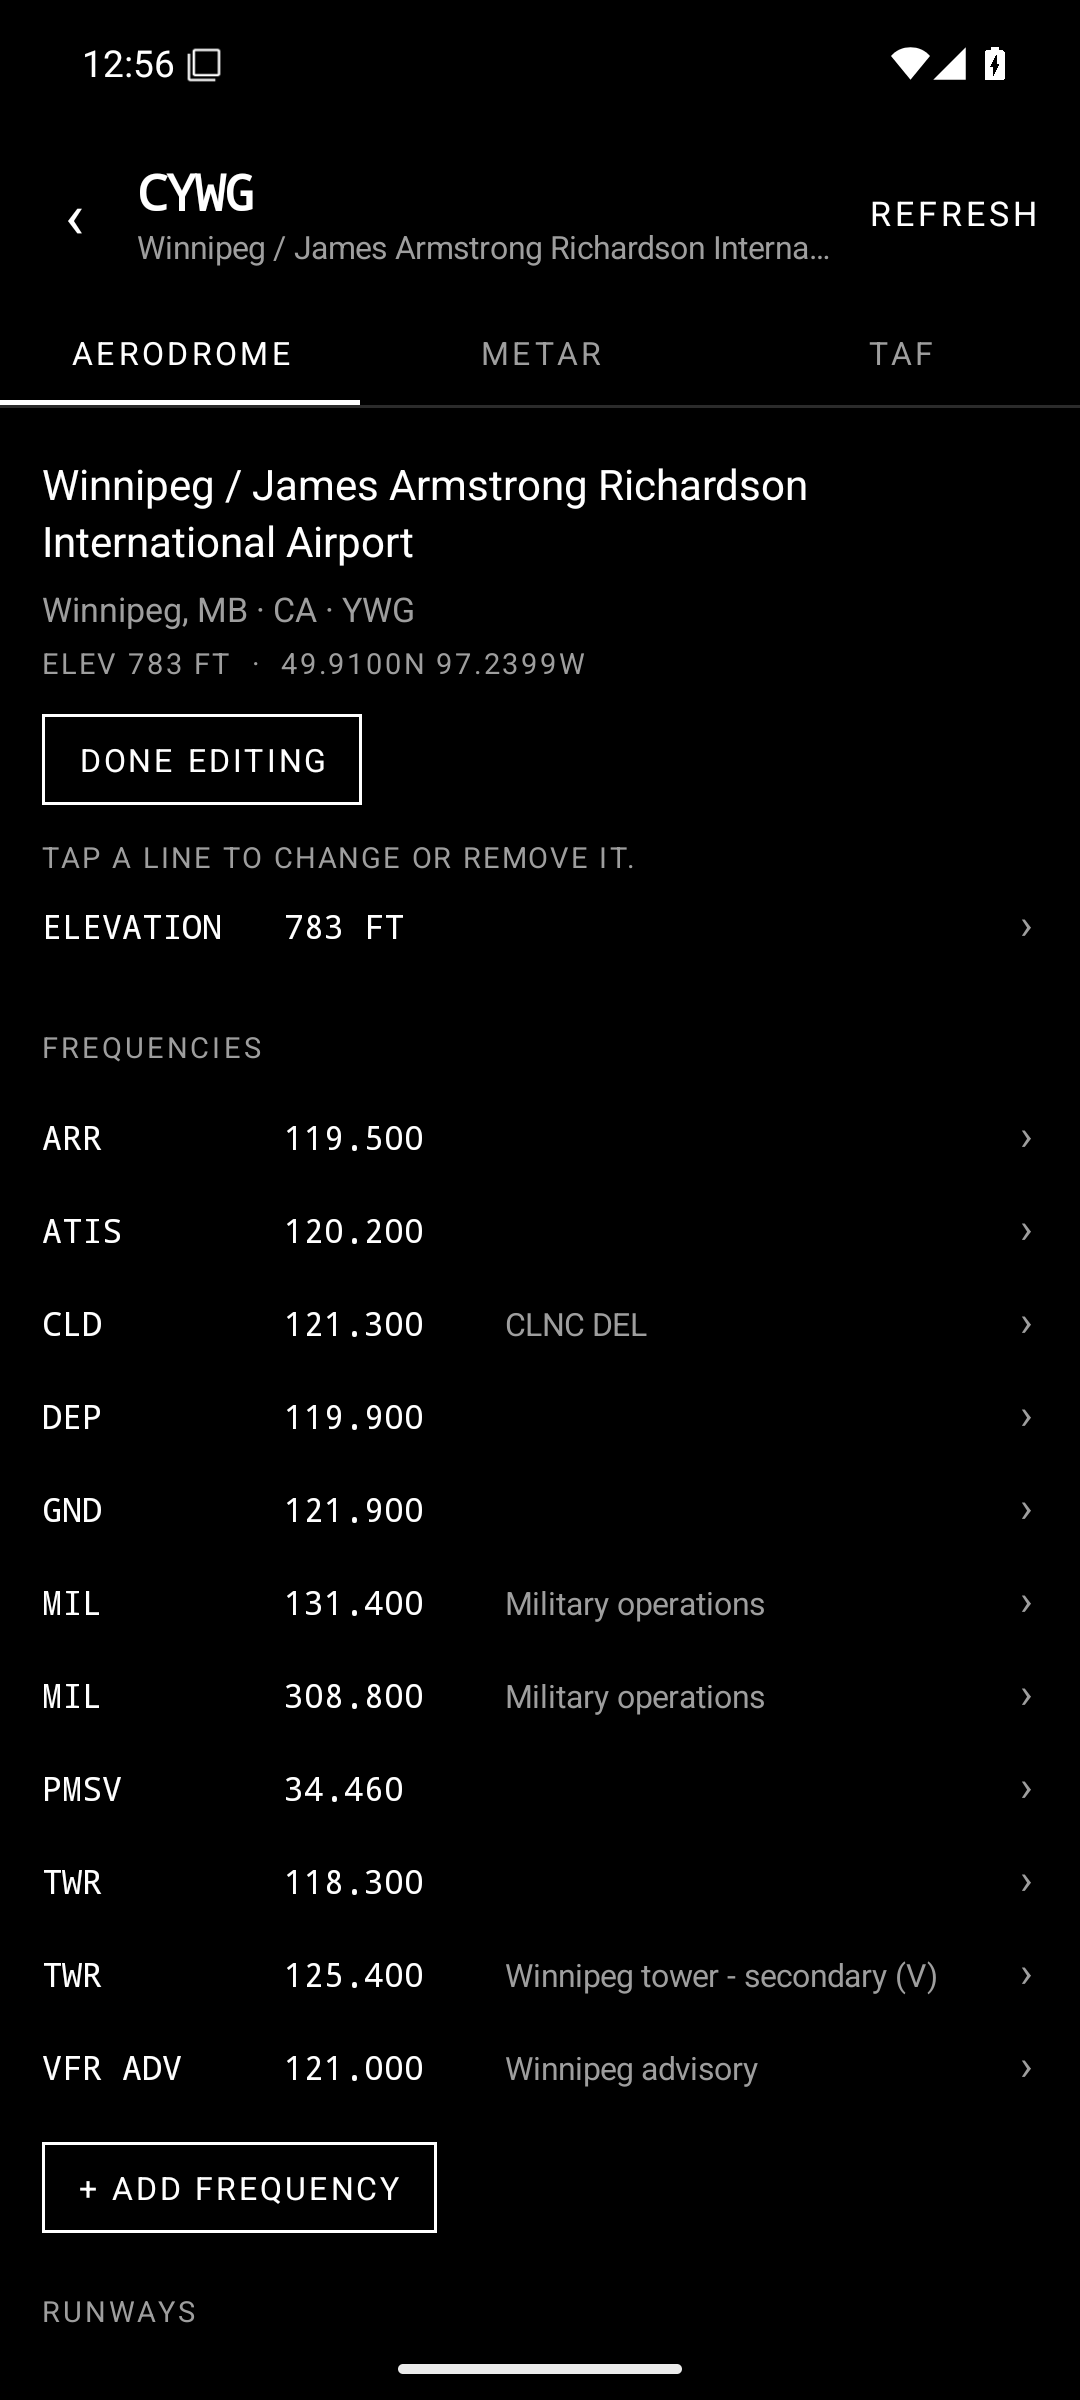 12:56
CYWG
Winnipeg / James Armstrong Richardson Interna...
REFRESH
AERODROME METAR TAF
Winnipeg / James Armstrong Richardson
International Airport
Winnipeg, MB · CA · YWG
ELEV 783 FT · 49.9100N 97.2399W
DONE EDITING
TAP A LINE TO CHANGE OR REMOVE IT.
ELEVATION 783 FT
FREQUENCIES
ARR 119.500
ATIS 120.200
CLD 121.300 CLNC DEL
DEP 119.900
GND 121.900
MIL 131.400 Military operations
MIL 308.800 Military operations
PMSV 34.460
TWR 118.300
TWR 125.400 Winnipeg tower - secondary (V)
VFR ADV 121.000 Winnipeg advisory
+ ADD FREQUENCY
RUNWAYS